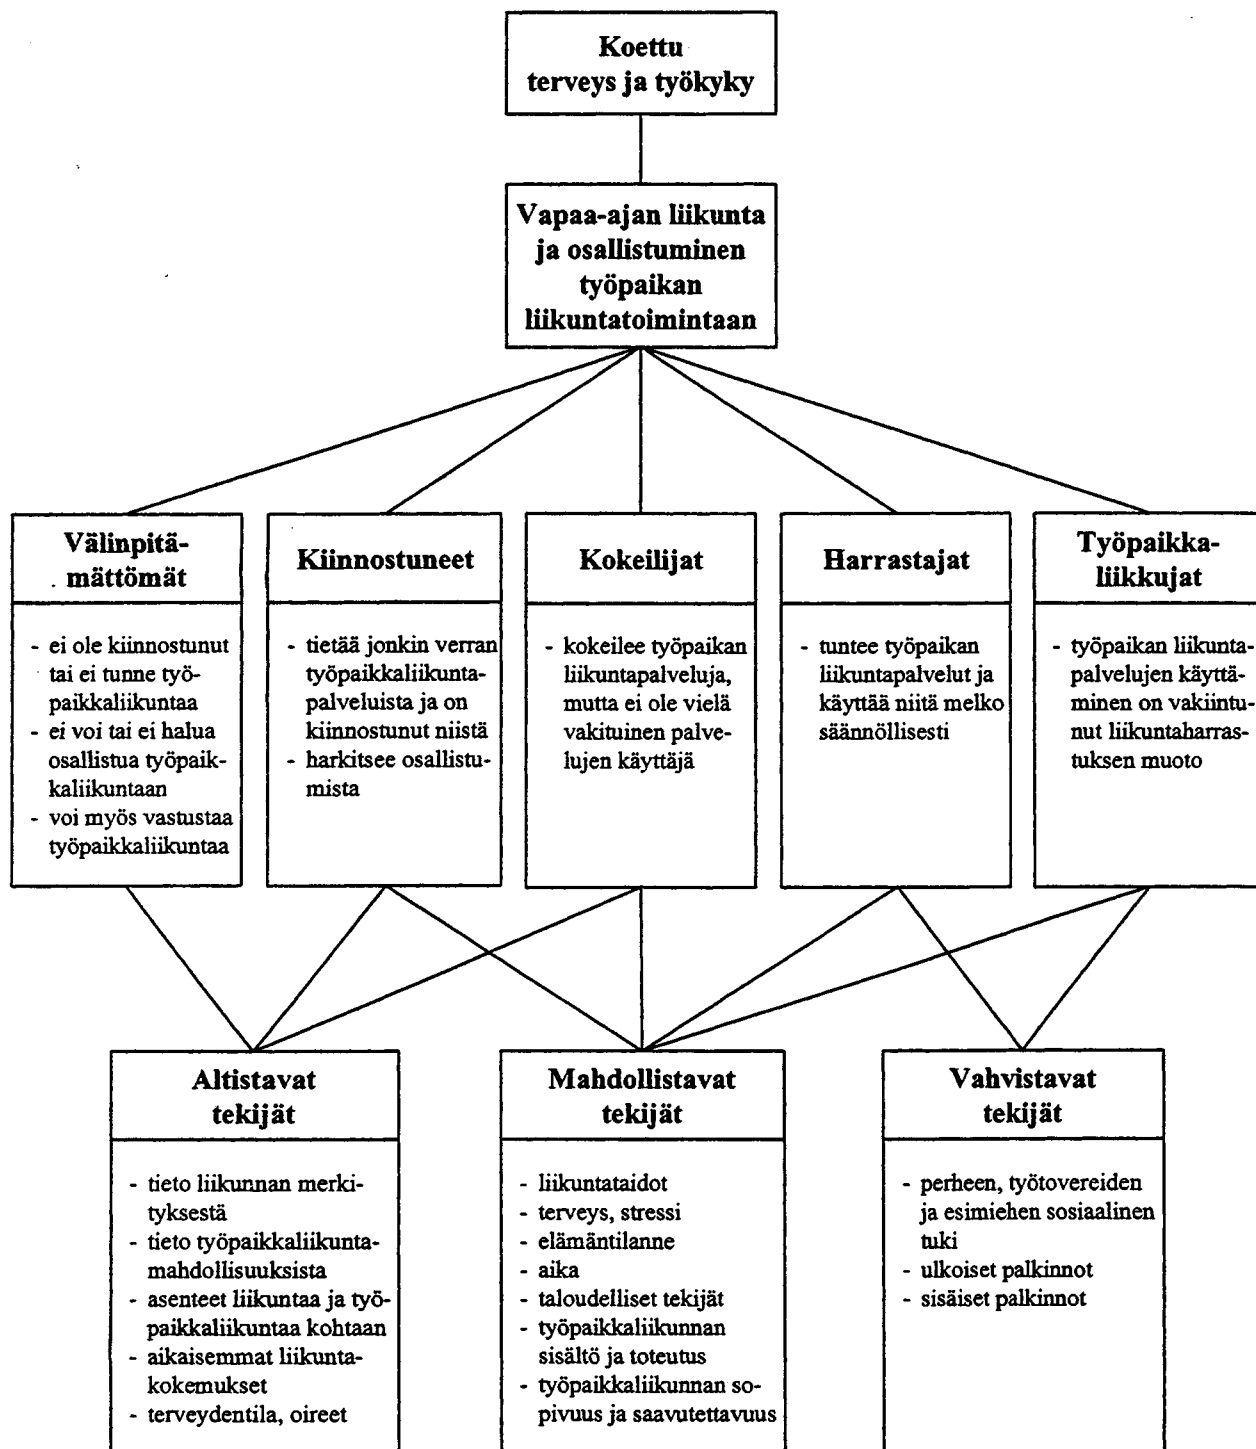 Koettu
terveys ja työkyky
Vapaa-ajan liikunta
ja osallistuminen
työpaikan
liikuntatoimintaan
Välinpitä-
mättömät
- ei ole kiinnostunut
tai ei tunne työ-
paikkaliikuntaa
- ei voi tai ei halua
osallistua työpaik-
kaliikuntaan
- voi myös vastustaa
työpaikkaliikuntaa
Kiinnostuneet
- tietää jonkin verran
työpaikkaliikunta-
palveluista ja on
kiinnostunut niistä
- harkitsee osallistu-
mista
Kokeilijat
- kokeilee työpaikan
liikuntapalveluja,
mutta ei ole vielä
vakituinen palve-
lujen käyttäjä
Harrastajat
- tuntee työpaikan
liikuntapalvelut ja
käyttää niitä melko
säännöllisesti
Työpaikka-
liikkujat
- työpaikan liikunta-
palvelujen käyttä-
minen on vakiintu-
nut liikuntaharras-
tuksen muoto
Altistavat
tekijät
- tieto liikunnan merki-
tyksestä
- tieto työpaikkaliikunta-
mahdollisuuksista
- asenteet liikuntaa ja työ-
paikkaliikuntaa kohtaan
- aikaisemmat liikunta-
kokemukset
- terveydentila, oireet
Mahdollistavat
tekijät
- liikuntataidot
- terveys, stressi
- elämäntilanne
- aika
- taloudelliset tekijät
- työpaikkaliikunnan
sisältö ja toteutus
- työpaikkaliikunnan so-
pivuus ja saavutettavuus
Vahvistavat
tekijät
- perheen, työtovereiden
ja esimiehen sosiaalinen
tuki
- ulkoiset palkinnot
- sisäiset palkinnot